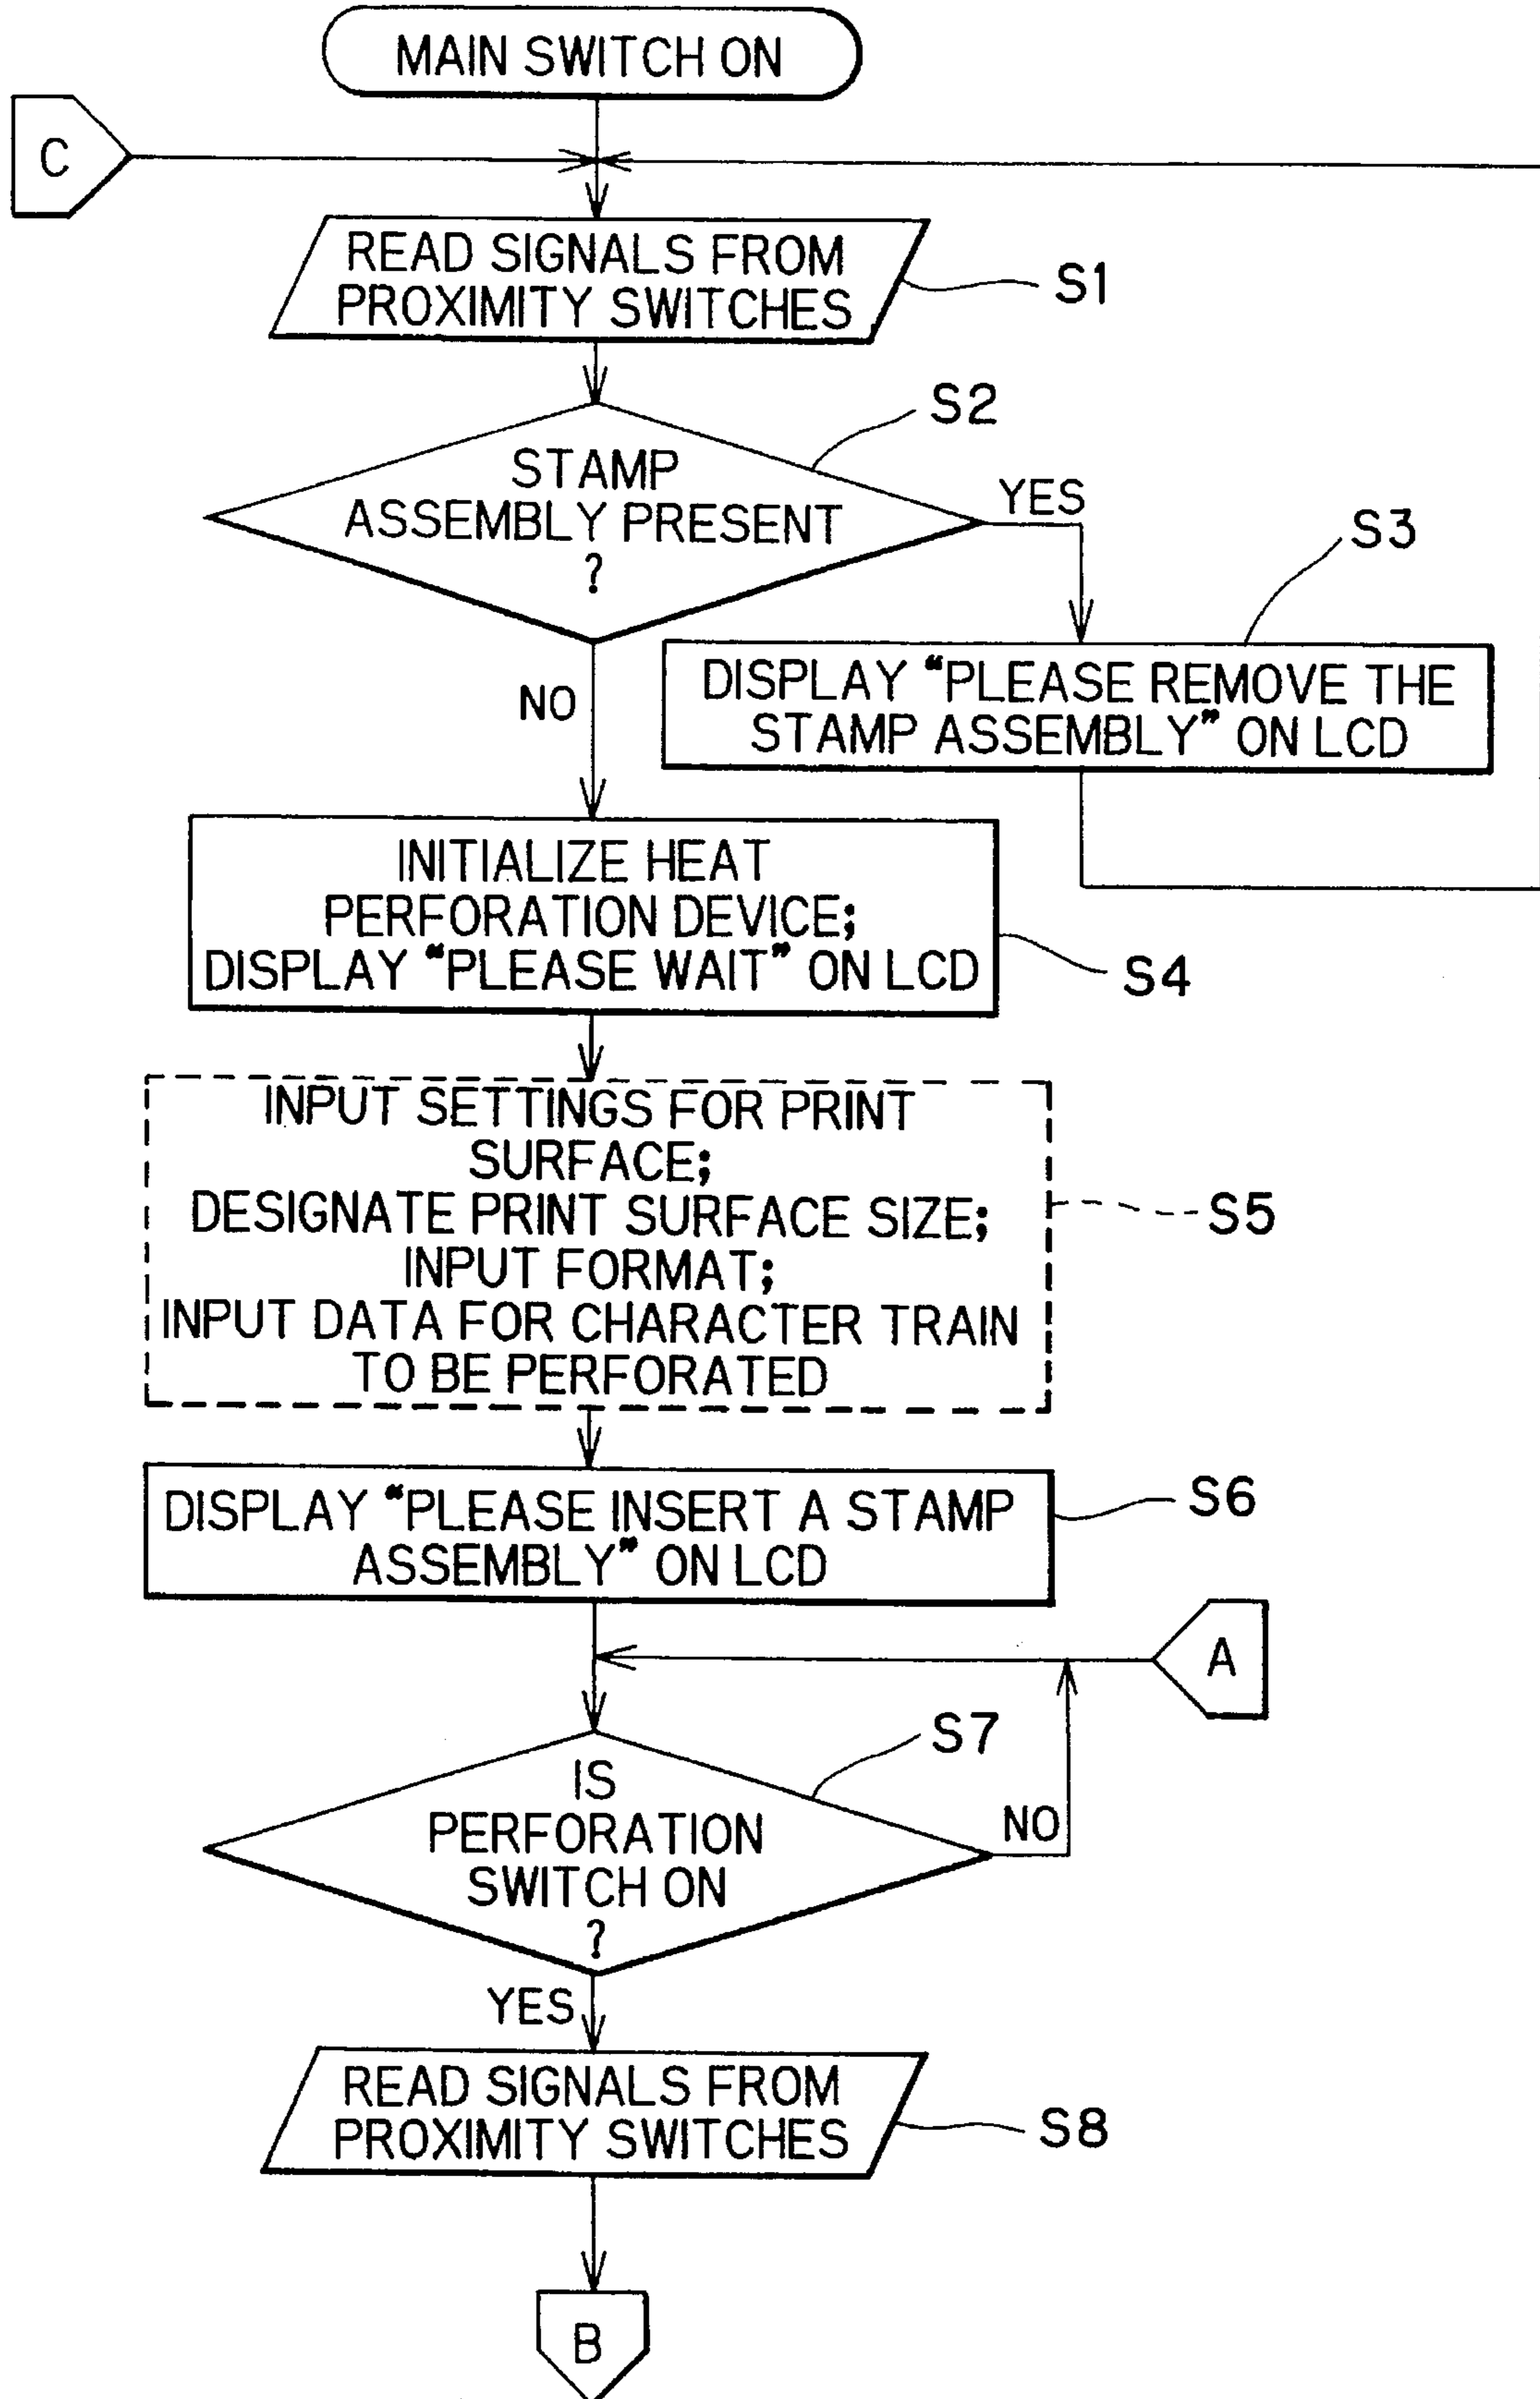 MAIN SWITCH ON
C
READ SIGNALS FROM
PROXIMITY SWITCHES
S1
S2
STAMP
ASSEMBLY PRESENT
?
YES
S3
DISPLAY “PLEASE REMOVE THE
STAMP ASSEMBLY” ON LCD
NO
INITIALIZE HEAT
PERFORATION DEVICE;
DISPLAY “PLEASE WAIT” ON LCD
S4
INPUT SETTINGS FOR PRINT
SURFACE;
DESIGNATE PRINT SURFACE SIZE;
INPUT FORMAT;
INPUT DATA FOR CHARACTER TRAIN
TO BE PERFORATED
S5
DISPLAY “PLEASE INSERT A STAMP
ASSEMBLY” ON LCD
S6
A
S7
IS
PERFORATION
SWITCH ON
?
NO
YES
READ SIGNALS FROM
PROXIMITY SWITCHES
S8
B